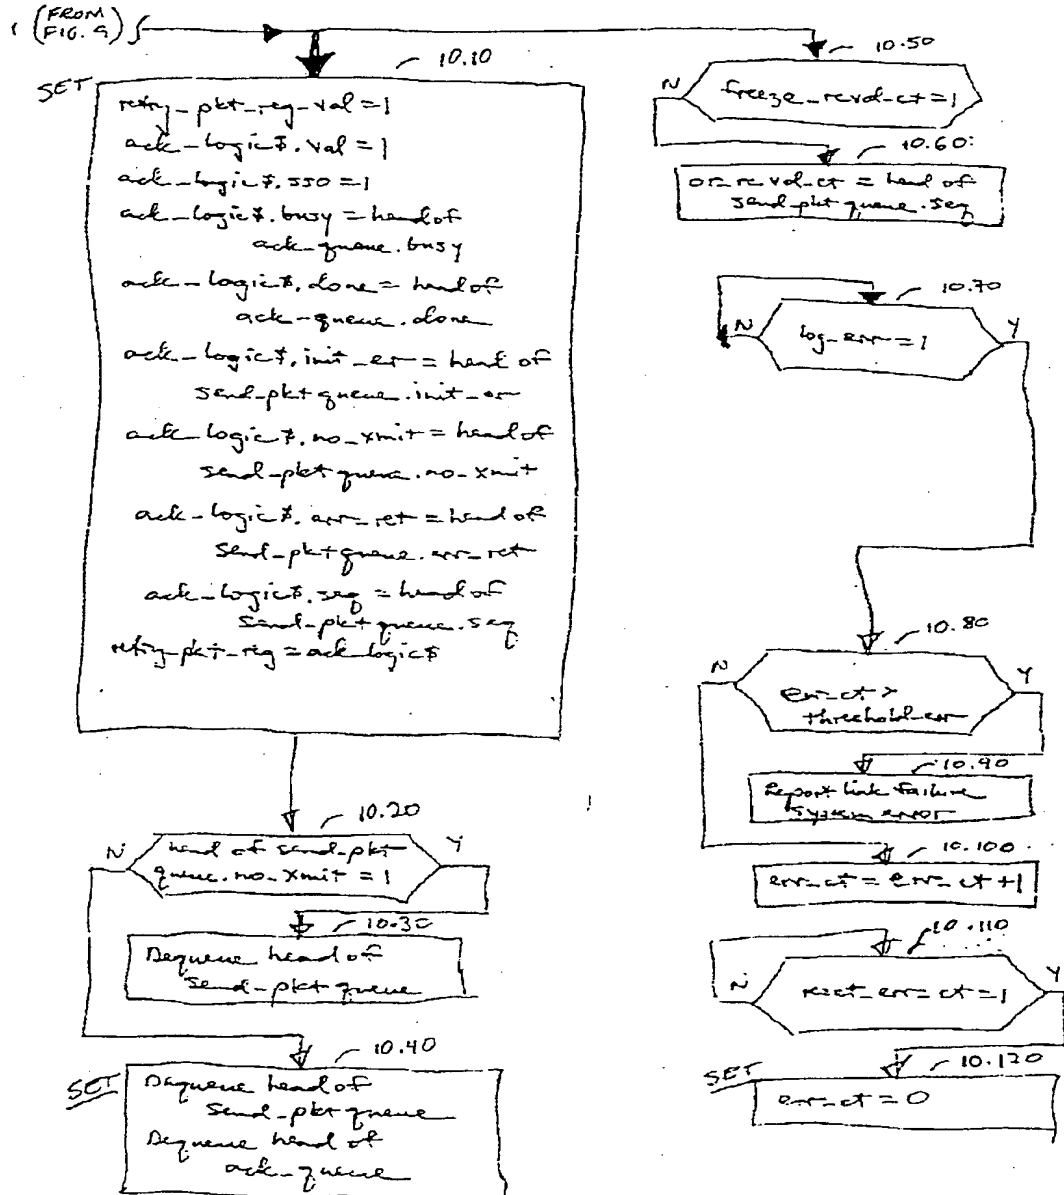 1 (FROM
FIG. 9)
10.10
SET
retry_pkt_reg_val = 1
ack_logic$.val = 1
ack_logic$.sso = 1
ack_logic$.busy = head of
ack_queue.busy
ack_logic$.done = head of
ack_queue.done
ack_logic$.init_er = head of
send_pkt queue.init_er
ack_logic$.no_xmit = head of
send_pkt queue.no_xmit
ack_logic$.err_ret = head of
send_pkt queue.err_ret
ack_logic$.seq = head of
send_pkt queue.seq
retry_pkt_reg = ack_logic$
10.20
N
head of send_pkt
queue.no_xmit = 1
Y
10.30
Dequeue head of
send_pkt queue
10.40
SET
Dequeue head of
send_pkt queue
Dequeue head of
ack_queue
10.50
N
freeze_rcvd_ct = 1
10.60
rcvd_ct = head of
send_pkt queue.seq
10.70
N
log_err = 1
Y
10.80
N
err_ct >
threshold_err
Y
10.90
Report link failure
system error
10.100
err_ct = err_ct + 1
10.110
N
reset_err_ct = 1
Y
10.120
SET
err_ct = 0